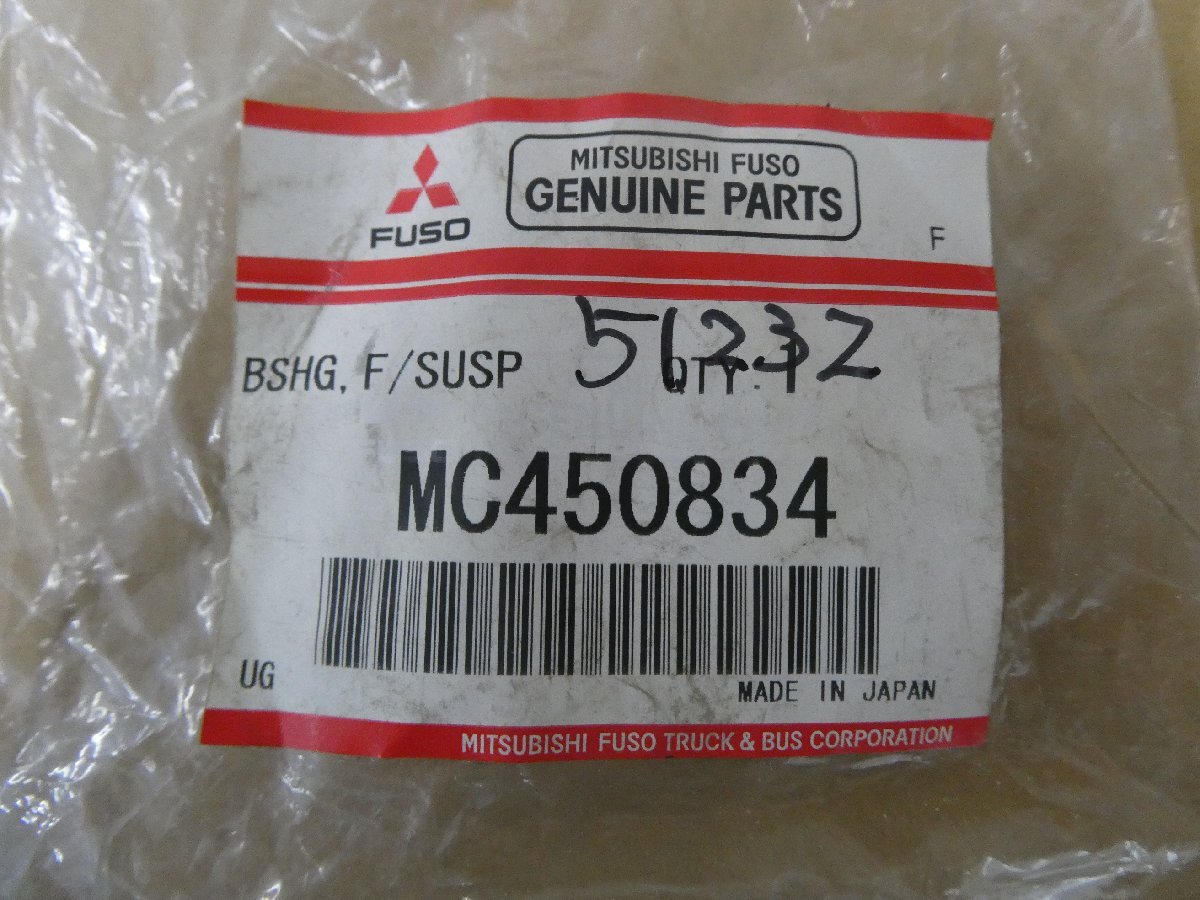 MITSUBISHI FUSO
GENUINE PARTS
FUSO
F
51232
BSHG, F/SUSP QTY. 1
MC450834
UG
MADE IN JAPAN
MITSUBISHI FUSO TRUCK & BUS CORPORATION